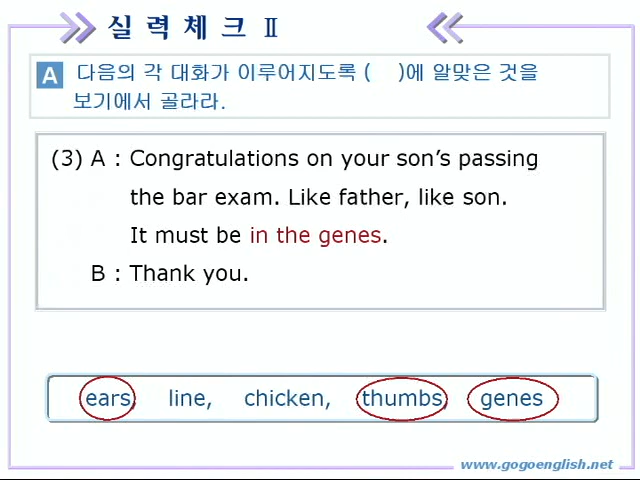 실 력 체 크 Ⅱ
A 다음의 각 대화가 이루어지도록 ( )에 알맞은 것을
보기에서 골라라.
(3) A : Congratulations on your son's passing
the bar exam. Like father, like son.
It must be in the genes.
B : Thank you.
ears, line, chicken, thumbs, genes
www.gogoenglish.net